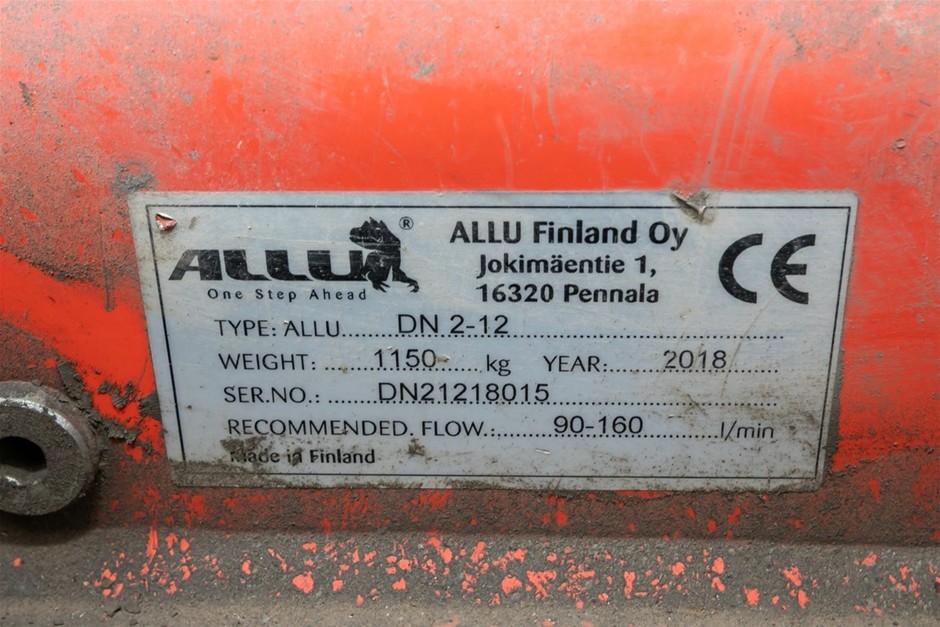 ALLU ®
One Step Ahead
ALLU Finland Oy
Jokimäentie 1,
16320 Pennala
CE
TYPE: ALLU......DN 2-12
WEIGHT: ....1150.... kg YEAR:......2018......
SER.NO.: ......DN21218015......
RECOMMENDED. FLOW.:......90-160......l/min
Made in Finland